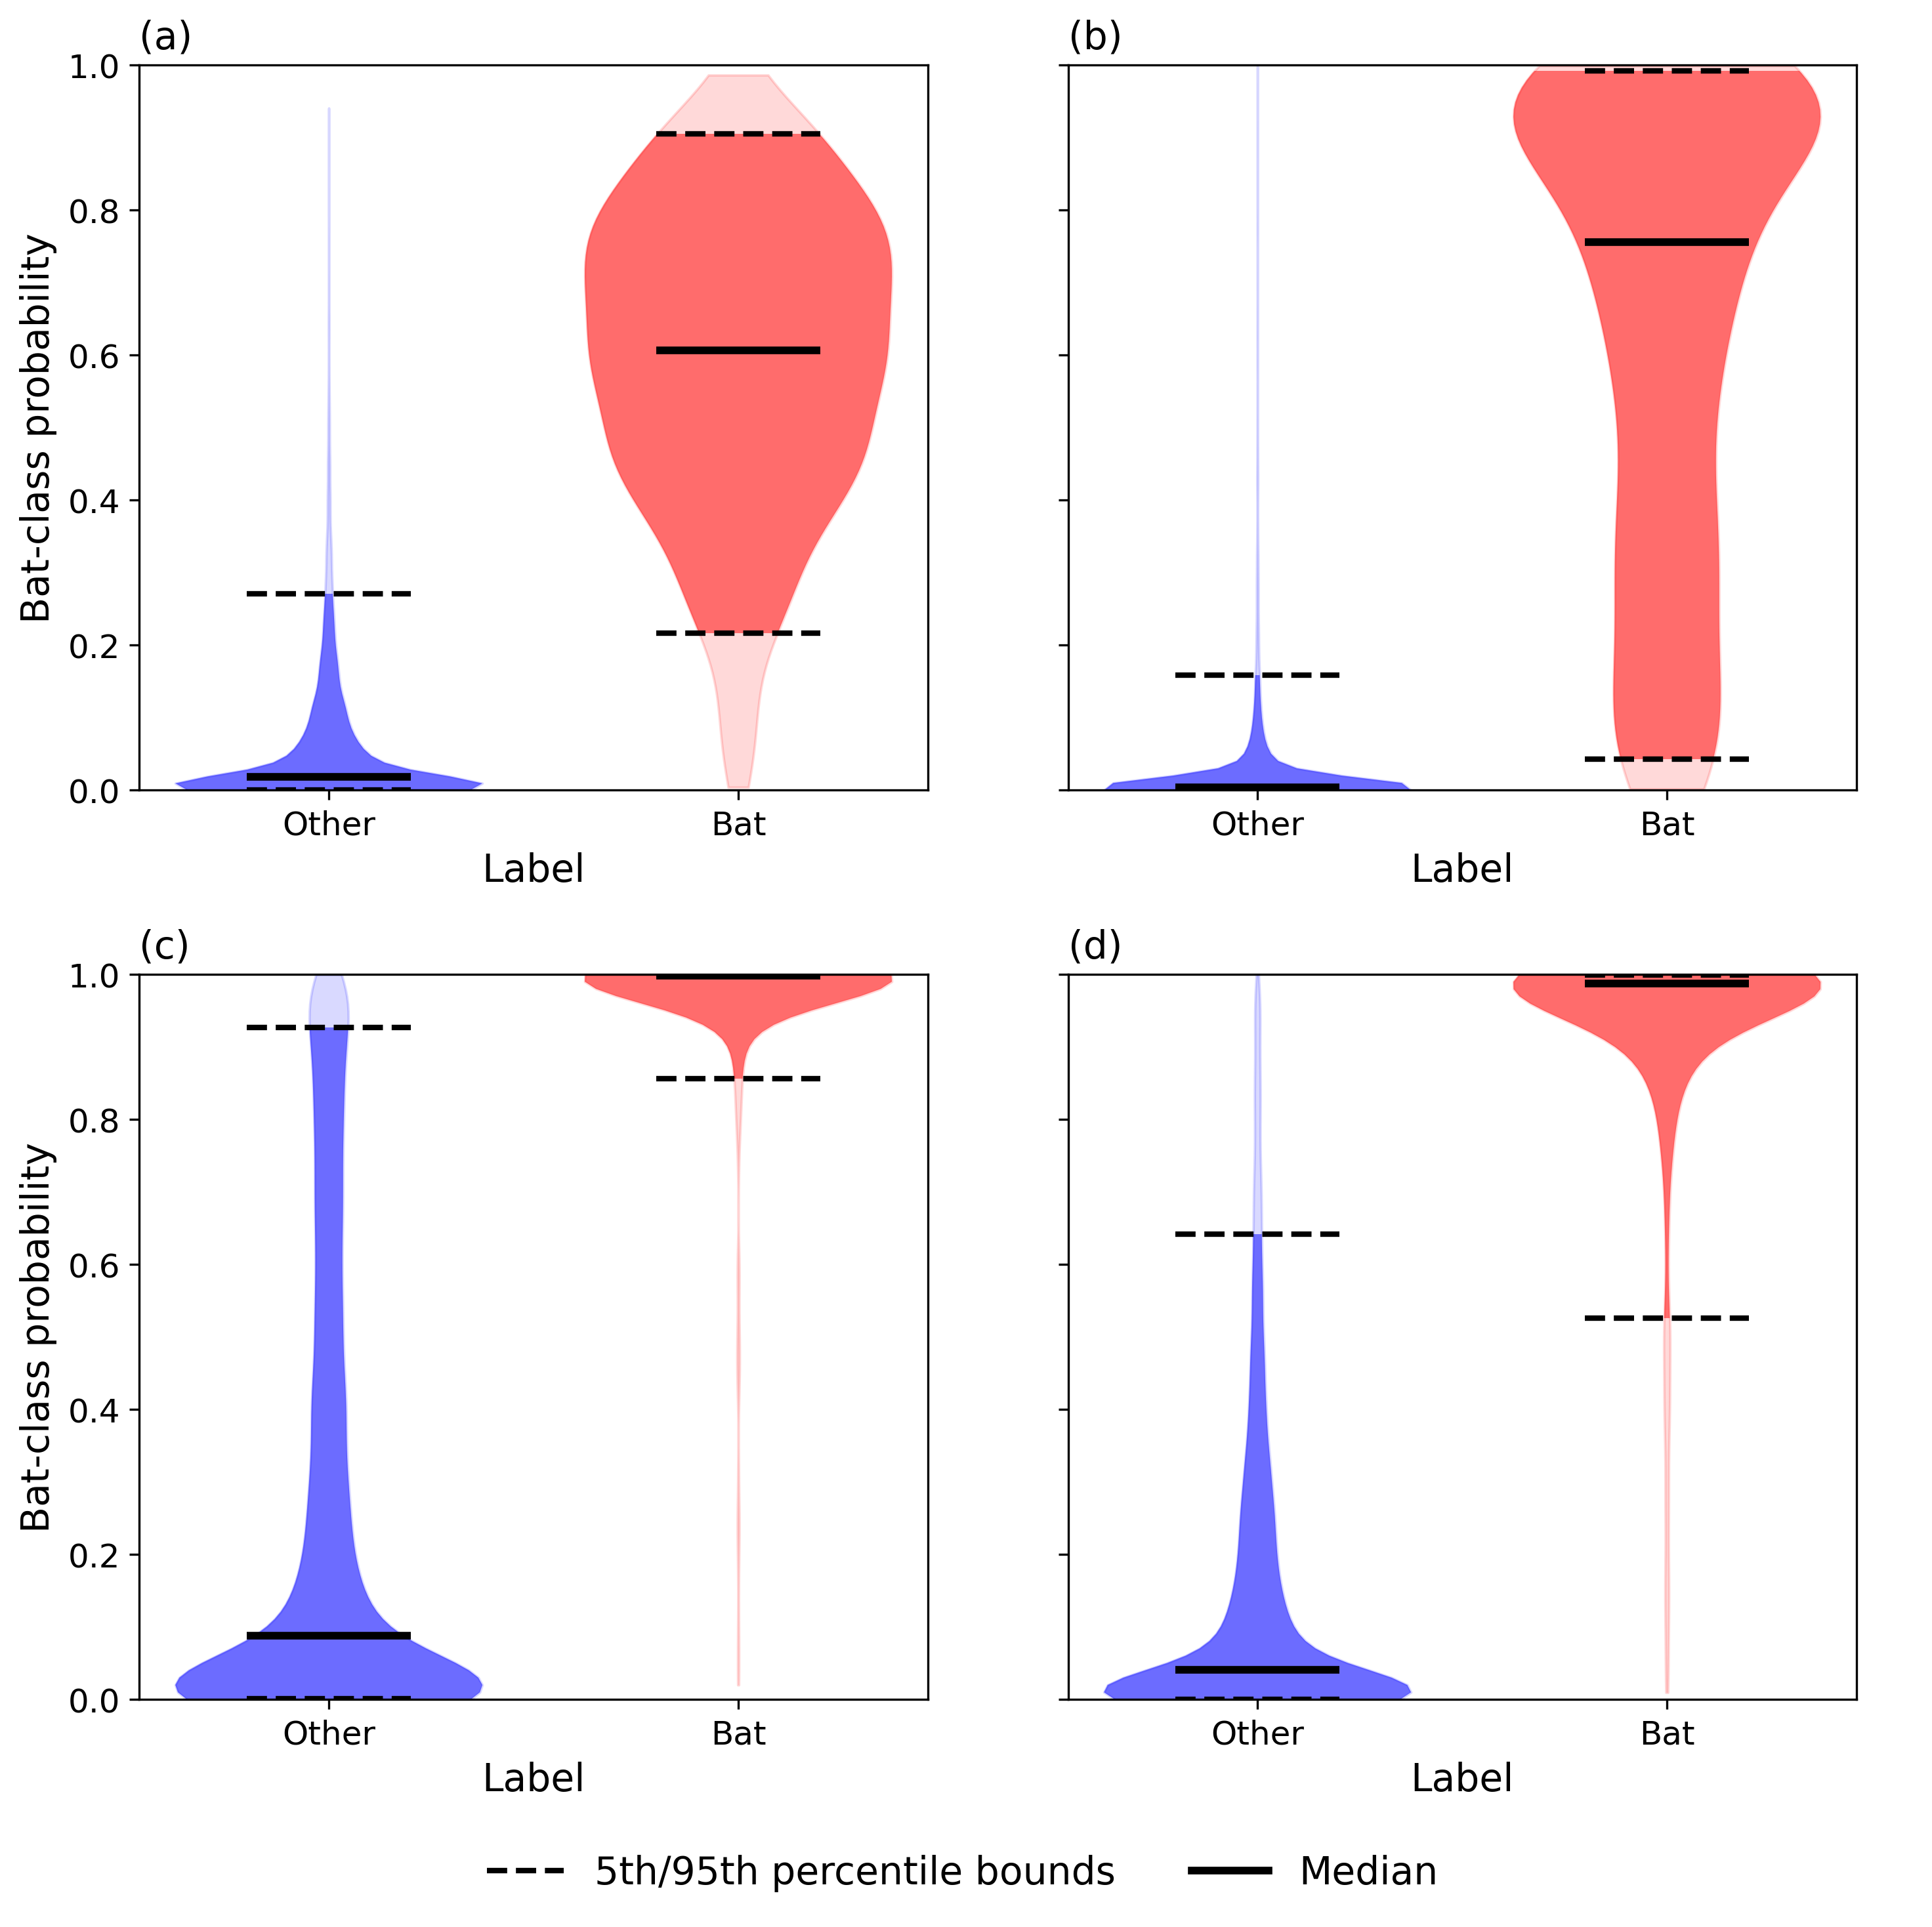 (a)
1.0
0.8
0.6
0.4
0.2
0.0
Bat-class probability
Other
Bat
Label
(b)
Other
Bat
Label
(c)
1.0
0.8
0.6
0.4
0.2
0.0
Bat-class probability
Other
Bat
Label
(d)
Other
Bat
Label
5th/95th percentile bounds
Median